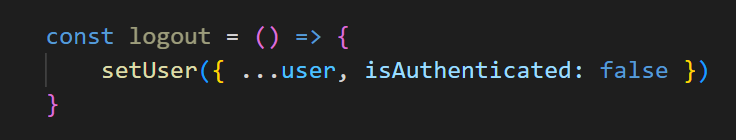 const logout = () => {
    setUser({ ...user, isAuthenticated: false })
}